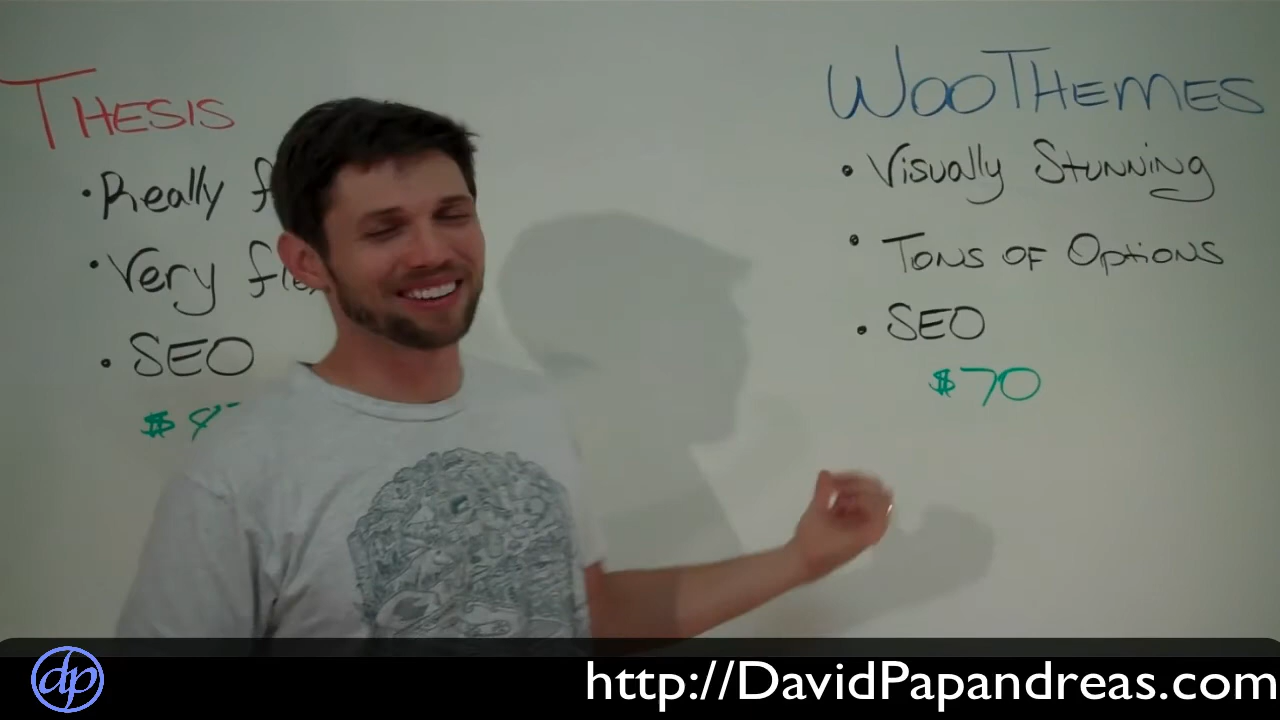 THESIS
• Really
• Very
• SEO
$
WOOTHEMES
• Visually Stunning
• Tons of Options
• SEO
$70
dp
http://DavidPapandreas.com